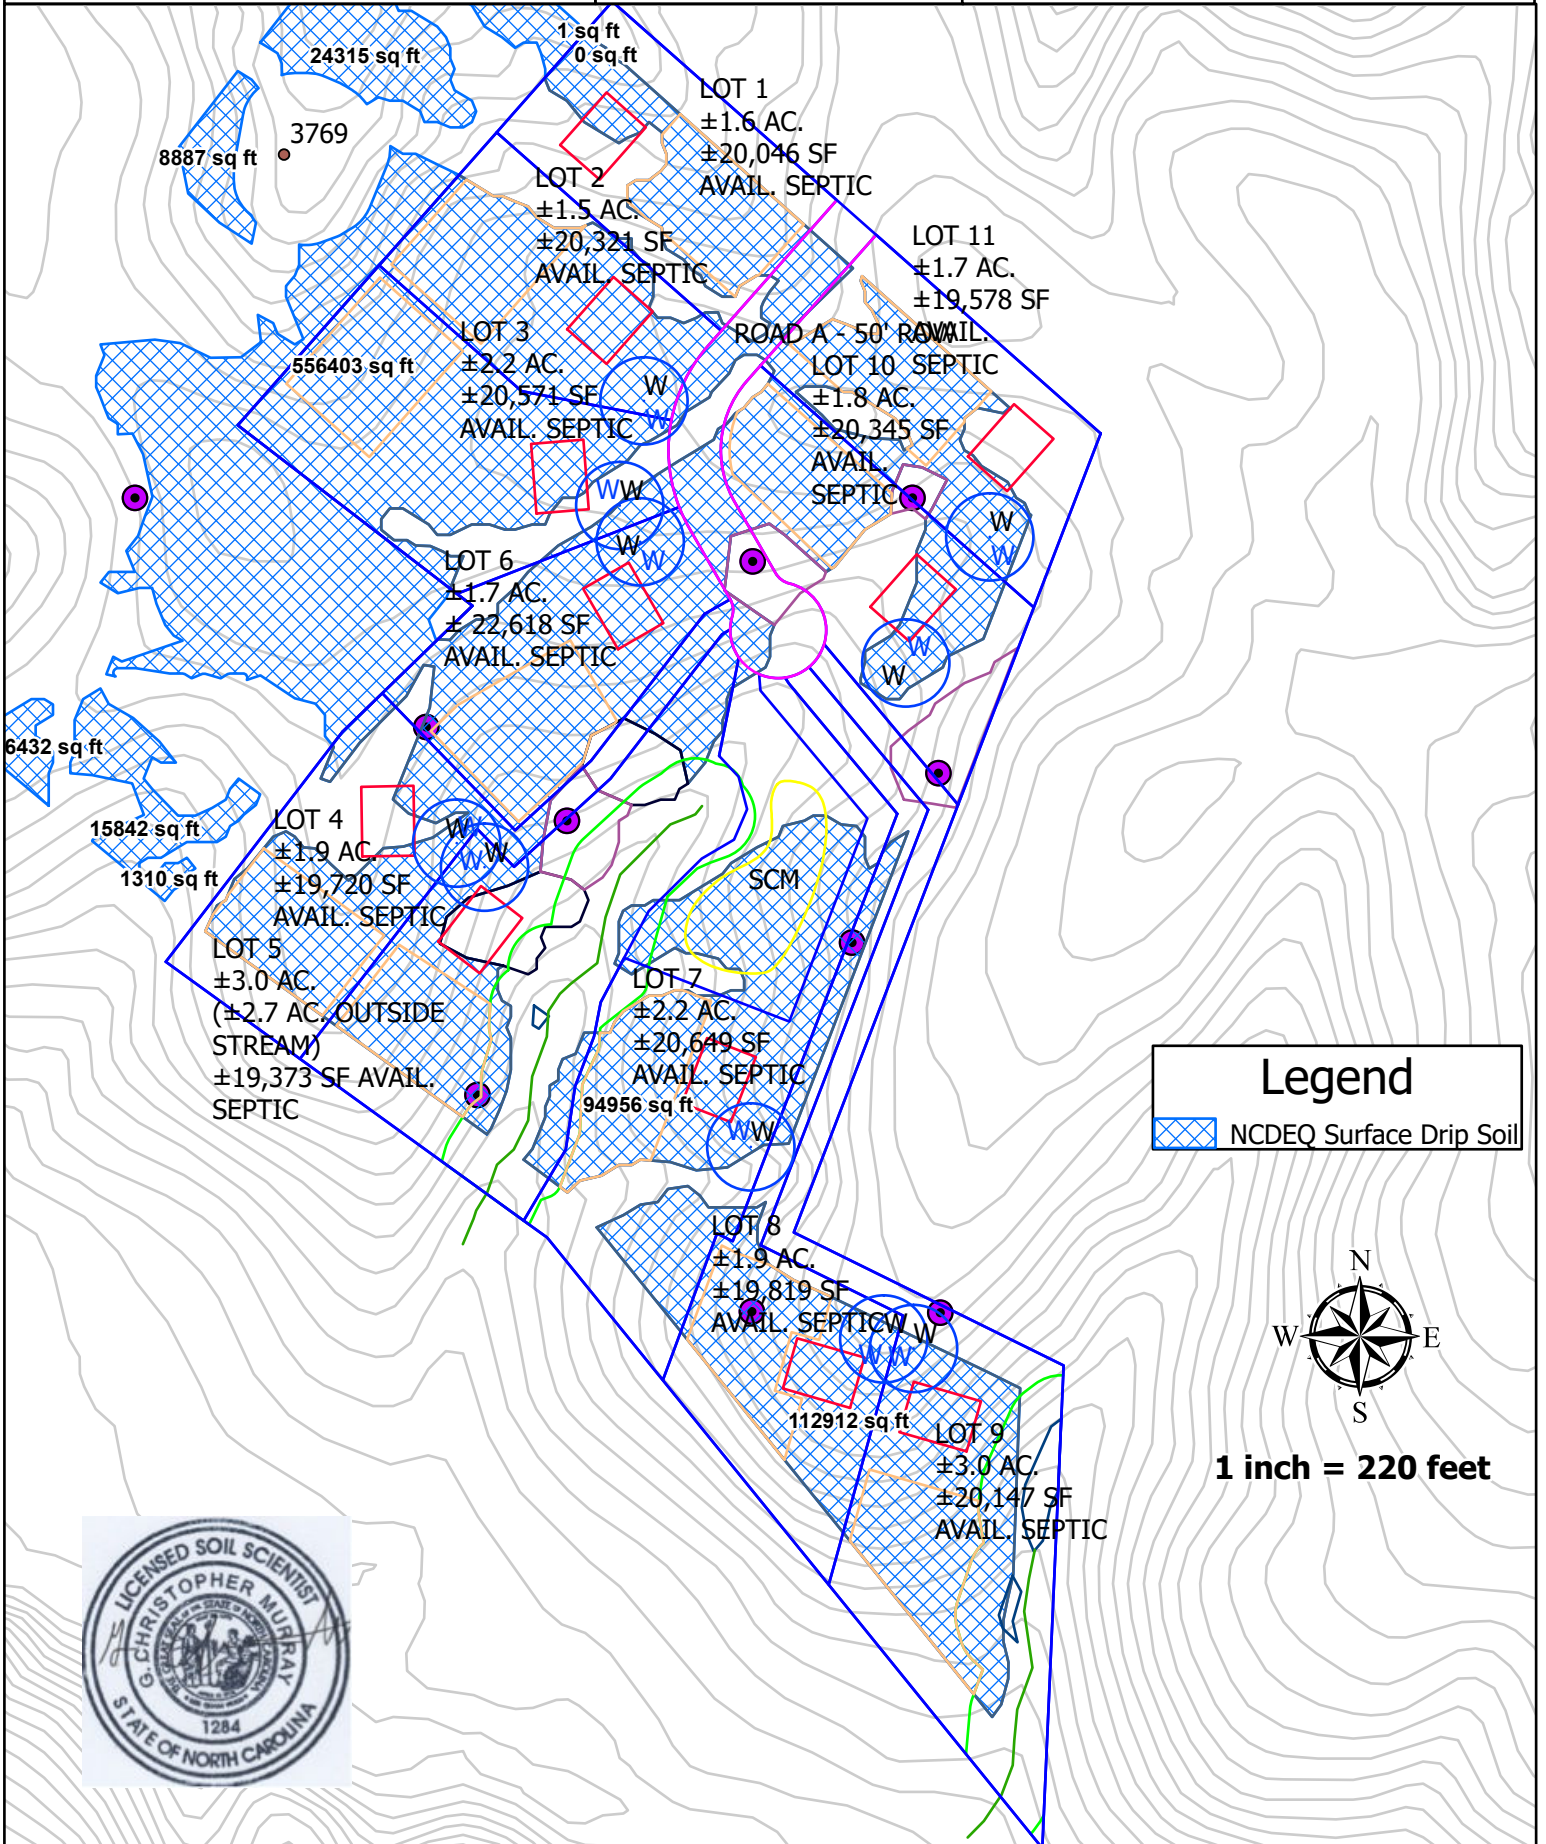 1 sq ft
0 sq ft
24315 sq ft
8887 sq ft
3769
LOT 1
±1.6 AC.
±20,046 SF
AVAIL. SEPTIC
LOT 2
±1.5 AC.
±20,321 SF
AVAIL. SEPTIC
LOT 11
±1.7 AC.
±19,578 SF
AVAIL.
SEPTIC
ROAD A - 50' ROW
LOT 3
±2.2 AC.
±20,571 SF
AVAIL. SEPTIC
556403 sq ft
LOT 10
±1.8 AC.
±20,345 SF
AVAIL.
SEPTIC
W
W
W W
W
W
W
W
LOT 6
±1.7 AC.
± 22,618 SF
AVAIL. SEPTIC
W
W
6432 sq ft
15842 sq ft
1310 sq ft
LOT 4
±1.9 AC.
±19,720 SF
AVAIL. SEPTIC
W W
W W
SCM
LOT 5
±3.0 AC.
(±2.7 AC. OUTSIDE
STREAM)
±19,373 SF AVAIL.
SEPTIC
LOT 7
±2.2 AC.
±20,649 SF
AVAIL. SEPTIC
94956 sq ft
W W
Legend
NCDEQ Surface Drip Soil
LOT 8
±1.9 AC.
±19,819 SF
AVAIL. SEPTIC
W W
W W
112912 sq ft
LOT 9
±3.0 AC.
±20,147 SF
AVAIL. SEPTIC
N
W E
S
1 inch = 220 feet
LICENSED SOIL SCIENTIST
G. CHRISTOPHER MURRAY
1284
STATE OF NORTH CAROLINA